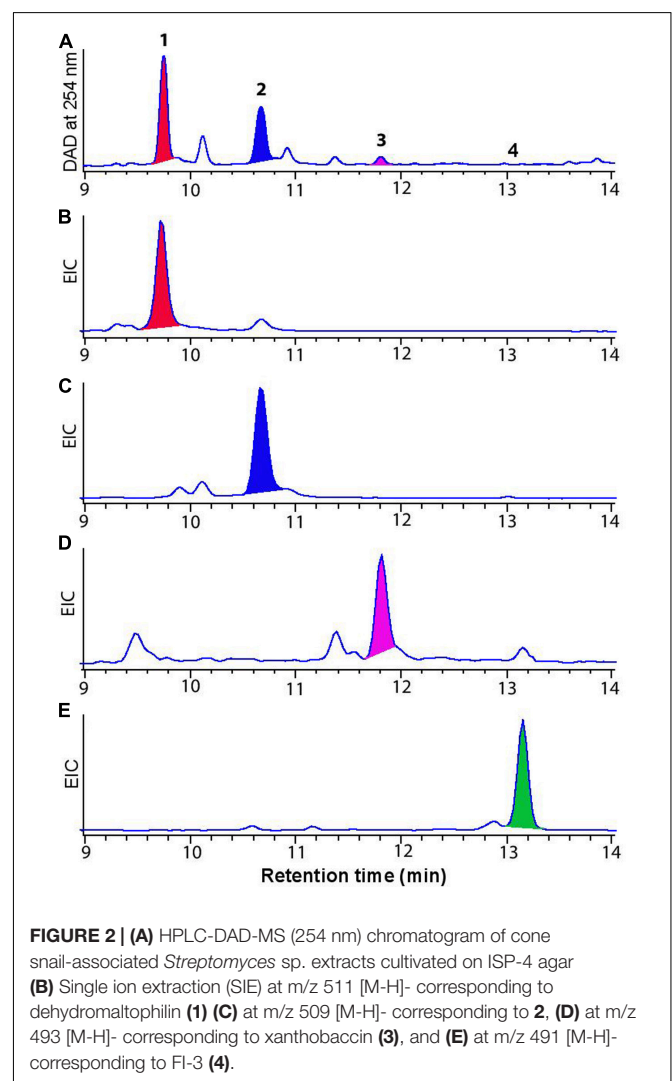 A
DAD at 254 nm
1
2
3
4
9 10 11 12 13 14
B
EIC
9 10 11 12 13 14
C
EIC
9 10 11 12 13 14
D
EIC
9 10 11 12 13 14
E
EIC
9 10 11 12 13 14
Retention time (min)
FIGURE 2 | (A) HPLC-DAD-MS (254 nm) chromatogram of cone
snail-associated Streptomyces sp. extracts cultivated on ISP-4 agar
(B) Single ion extraction (SIE) at m/z 511 [M-H]- corresponding to
dehydromaltophilin (1) (C) at m/z 509 [M-H]- corresponding to 2, (D) at m/z
493 [M-H]- corresponding to xanthobaccin (3), and (E) at m/z 491 [M-H]-
corresponding to FI-3 (4).